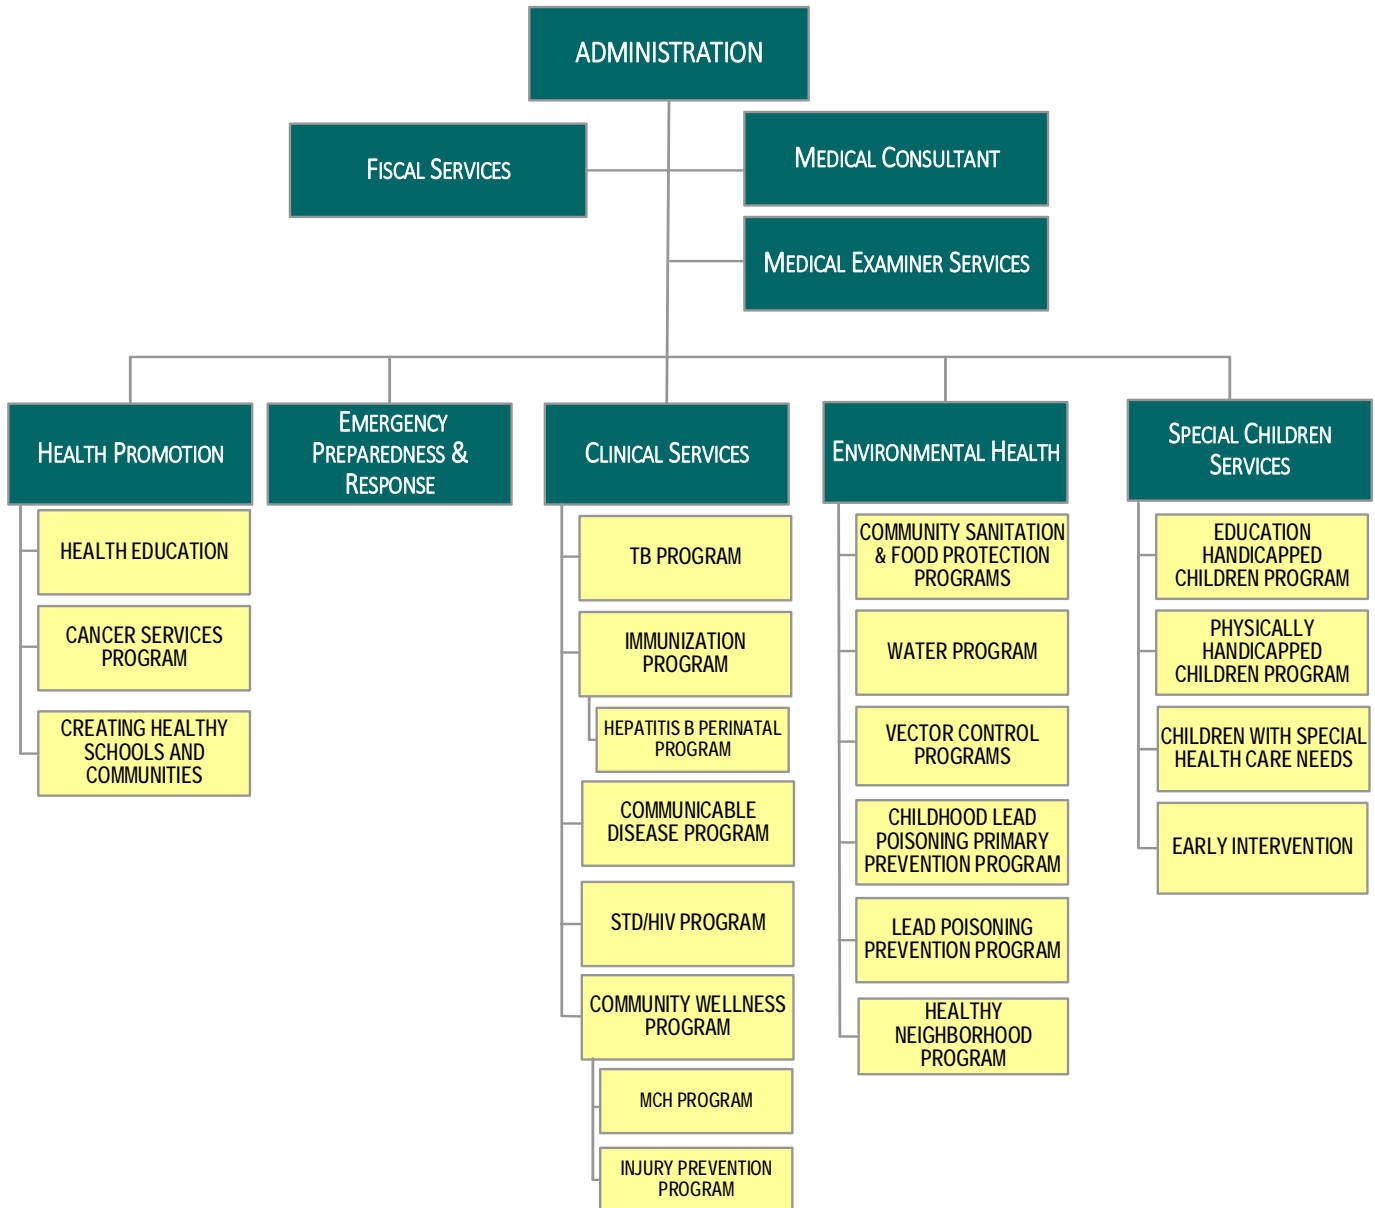 ADMINISTRATION
FISCAL SERVICES
MEDICAL CONSULTANT
MEDICAL EXAMINER SERVICES
HEALTH PROMOTION
HEALTH EDUCATION
CANCER SERVICES
PROGRAM
CREATING HEALTHY
SCHOOLS AND
COMMUNITIES
EMERGENCY
PREPAREDNESS &
RESPONSE
CLINICAL SERVICES
TB PROGRAM
IMMUNIZATION
PROGRAM
HEPATITIS B PERINATAL
PROGRAM
COMMUNICABLE
DISEASE PROGRAM
STD/HIV PROGRAM
COMMUNITY WELLNESS
PROGRAM
MCH PROGRAM
INJURY PREVENTION
PROGRAM
ENVIRONMENTAL HEALTH
COMMUNITY SANITATION
& FOOD PROTECTION
PROGRAMS
WATER PROGRAM
VECTOR CONTROL
PROGRAMS
CHILDHOOD LEAD
POISONING PRIMARY
PREVENTION PROGRAM
LEAD POISONING
PREVENTION PROGRAM
HEALTHY
NEIGHBORHOOD
PROGRAM
SPECIAL CHILDREN
SERVICES
EDUCATION
HANDICAPPED
CHILDREN PROGRAM
PHYSICALLY
HANDICAPPED
CHILDREN PROGRAM
CHILDREN WITH SPECIAL
HEALTH CARE NEEDS
EARLY INTERVENTION